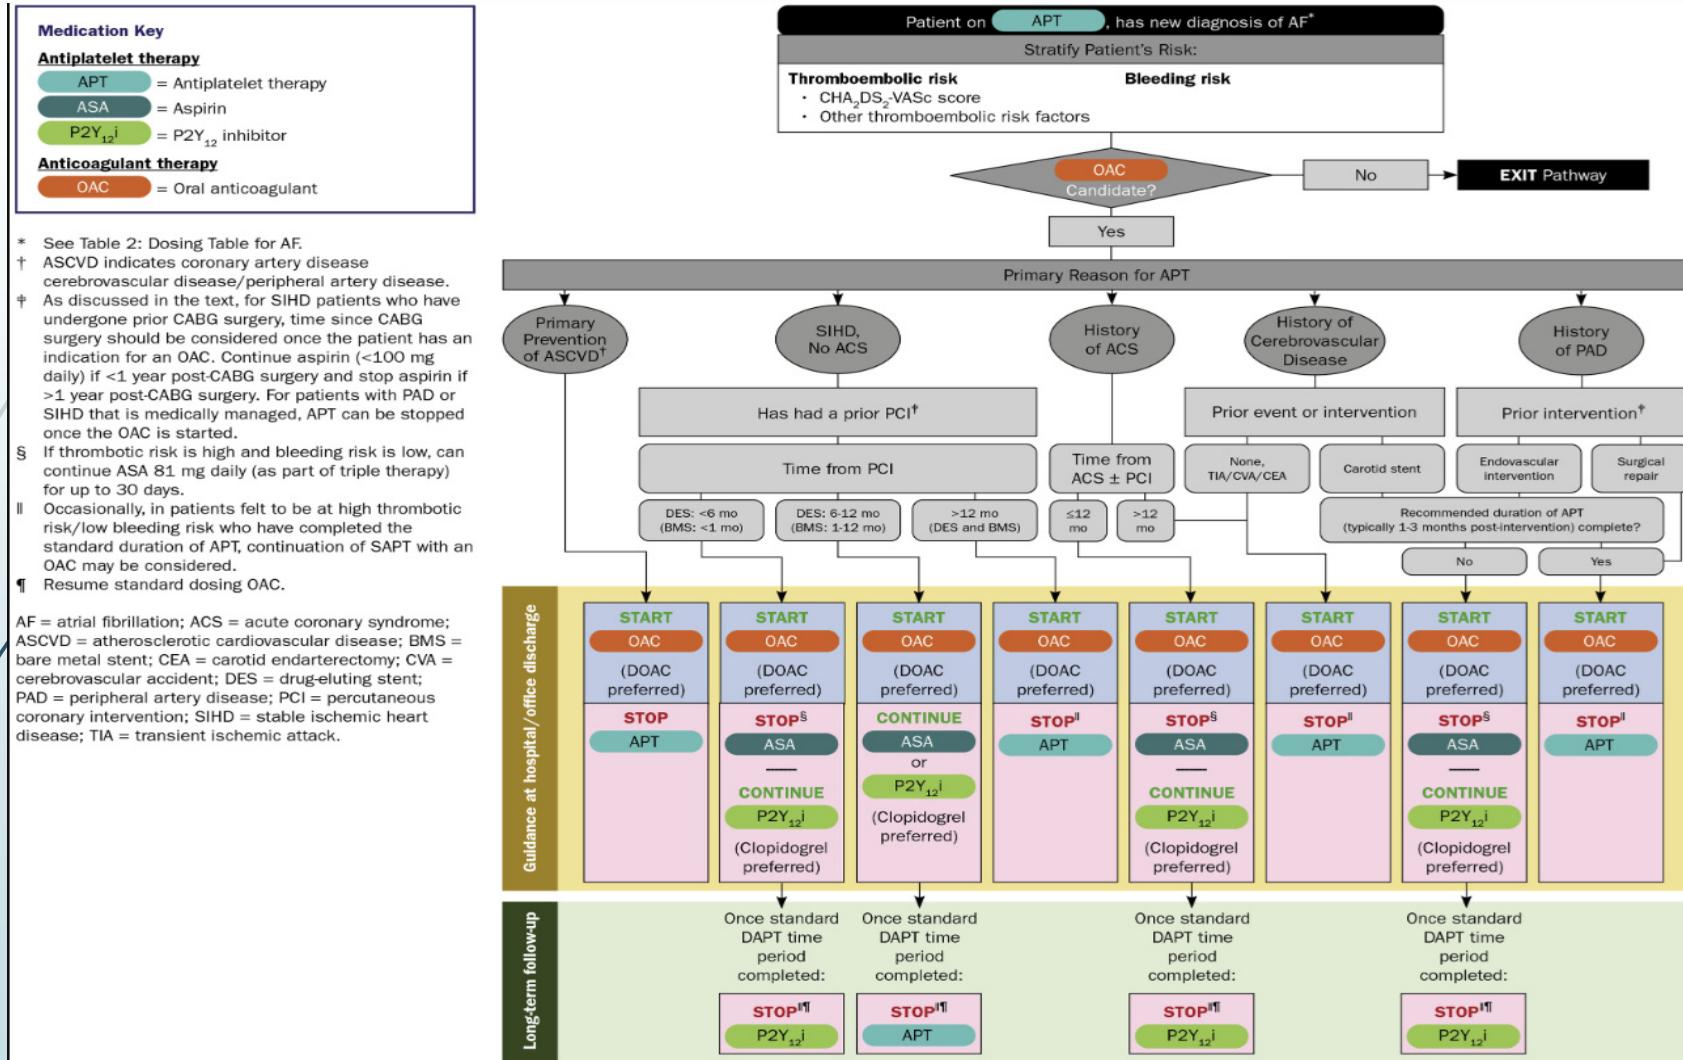 Medication Key
Antiplatelet therapy
APT = Antiplatelet therapy
ASA = Aspirin
P2Y12i = P2Y12 inhibitor
Anticoagulant therapy
OAC = Oral anticoagulant
* See Table 2: Dosing Table for AF.
† ASCVD indicates coronary artery disease
cerebrovascular disease/peripheral artery disease.
‡ As discussed in the text, for SIHD patients who have
undergone prior CABG surgery, time since CABG
surgery should be considered once the patient has an
indication for an OAC. Continue aspirin (<100 mg
daily) if <1 year post-CABG surgery and stop aspirin if
>1 year post-CABG surgery. For patients with PAD or
SIHD that is medically managed, APT can be stopped
once the OAC is started.
§ If thrombotic risk is high and bleeding risk is low, can
continue ASA 81 mg daily (as part of triple therapy)
for up to 30 days.
|| Occasionally, in patients felt to be at high thrombotic
risk/low bleeding risk who have completed the
standard duration of APT, continuation of SAPT with an
OAC may be considered.
¶ Resume standard dosing OAC.
AF = atrial fibrillation; ACS = acute coronary syndrome;
ASCVD = atherosclerotic cardiovascular disease; BMS =
bare metal stent; CEA = carotid endarterectomy; CVA =
cerebrovascular accident; DES = drug-eluting stent;
PAD = peripheral artery disease; PCI = percutaneous
coronary intervention; SIHD = stable ischemic heart
disease; TIA = transient ischemic attack.
Patient on APT, has new diagnosis of AF*
Stratify Patient's Risk:
Thromboembolic risk
• CHA2DS2-VASc score
• Other thromboembolic risk factors
Bleeding risk
OAC
Candidate?
No
EXIT Pathway
Yes
Primary Reason for APT
Primary
Prevention
of ASCVD†
SIHD,
No ACS
History
of ACS
History of
Cerebrovascular
Disease
History
of PAD
Has had a prior PCI†
Prior event or intervention
Prior intervention†
Time from PCI
Time from
ACS ± PCI
None,
TIA/CVA/CEA
Carotid stent
Endovascular
intervention
Surgical
repair
DES: <6 mo
(BMS: <1 mo)
DES: 6-12 mo
(BMS: 1-12 mo)
>12 mo
(DES and BMS)
≤12
mo
>12
mo
Recommended duration of APT
(typically 1-3 months post-intervention) complete?
No
Yes
Guidance at hospital/office discharge
START
OAC
(DOAC
preferred)
STOP
APT
START
OAC
(DOAC
preferred)
STOP§
ASA
CONTINUE
P2Y12i
(Clopidogrel
preferred)
START
OAC
(DOAC
preferred)
CONTINUE
ASA
or
P2Y12i
(Clopidogrel
preferred)
START
OAC
(DOAC
preferred)
STOP||
APT
START
OAC
(DOAC
preferred)
STOP§
ASA
CONTINUE
P2Y12i
(Clopidogrel
preferred)
START
OAC
(DOAC
preferred)
STOP||
APT
START
OAC
(DOAC
preferred)
STOP§
ASA
CONTINUE
P2Y12i
(Clopidogrel
preferred)
START
OAC
(DOAC
preferred)
STOP||
APT
Long-term follow-up
Once standard
DAPT time
period
completed:
STOP||¶
P2Y12i
Once standard
DAPT time
period
completed:
STOP||¶
APT
Once standard
DAPT time
period
completed:
STOP||¶
P2Y12i
Once standard
DAPT time
period
completed:
STOP||¶
P2Y12i